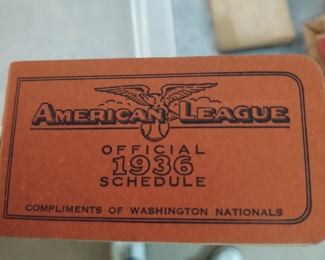 AMERICAN LEAGUE
OFFICIAL
1936
SCHEDULE
COMPLIMENTS OF WASHINGTON NATIONALS